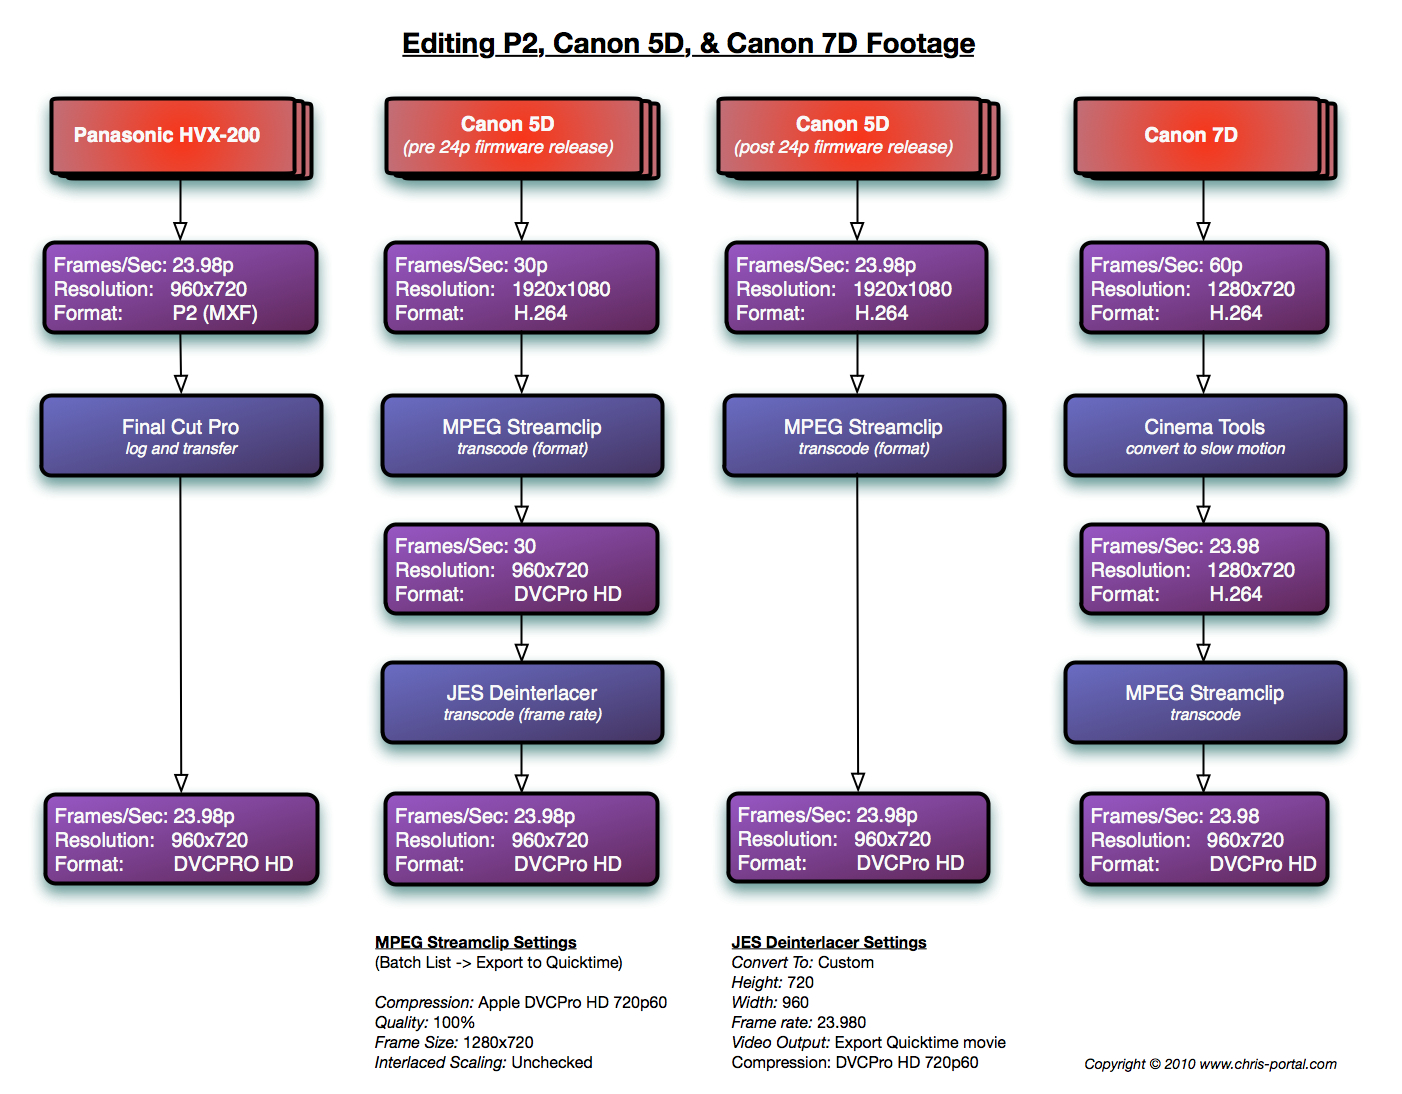 Editing P2, Canon 5D, & Canon 7D Footage
Panasonic HVX-200
Frames/Sec: 23.98p
Resolution: 960x720
Format: P2 (MXF)
Final Cut Pro
log and transfer
Frames/Sec: 23.98p
Resolution: 960x720
Format: DVCPRO HD
Canon 5D
(pre 24p firmware release)
Frames/Sec: 30p
Resolution: 1920x1080
Format: H.264
MPEG Streamclip
transcode (format)
Frames/Sec: 30
Resolution: 960x720
Format: DVCPro HD
JES Deinterlacer
transcode (frame rate)
Frames/Sec: 23.98p
Resolution: 960x720
Format: DVCPro HD
Canon 5D
(post 24p firmware release)
Frames/Sec: 23.98p
Resolution: 1920x1080
Format: H.264
MPEG Streamclip
transcode (format)
Frames/Sec: 23.98p
Resolution: 960x720
Format: DVCPro HD
Canon 7D
Frames/Sec: 60p
Resolution: 1280x720
Format: H.264
Cinema Tools
convert to slow motion
Frames/Sec: 23.98
Resolution: 1280x720
Format: H.264
MPEG Streamclip
transcode
Frames/Sec: 23.98
Resolution: 960x720
Format: DVCPro HD
MPEG Streamclip Settings
(Batch List -> Export to Quicktime)
Compression: Apple DVCPro HD 720p60
Quality: 100%
Frame Size: 1280x720
Interlaced Scaling: Unchecked
JES Deinterlacer Settings
Convert To: Custom
Height: 720
Width: 960
Frame rate: 23.980
Video Output: Export Quicktime movie
Compression: DVCPro HD 720p60
Copyright © 2010 www.chris-portal.com